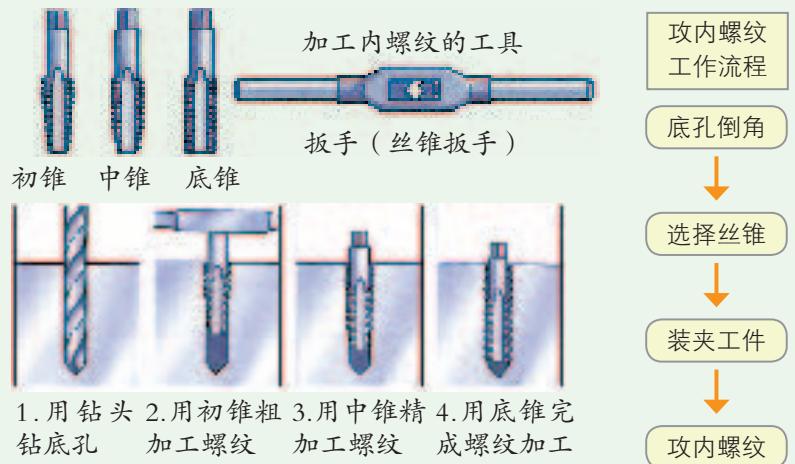 加工内螺纹的工具
扳手（丝锥扳手）
初锥 中锥 底锥
1.用钻头
钻底孔
2.用初锥粗
加工螺纹
3.用中锥精
加工螺纹
4.用底锥完
成螺纹加工
攻内螺纹
工作流程
底孔倒角
选择丝锥
装夹工件
攻内螺纹